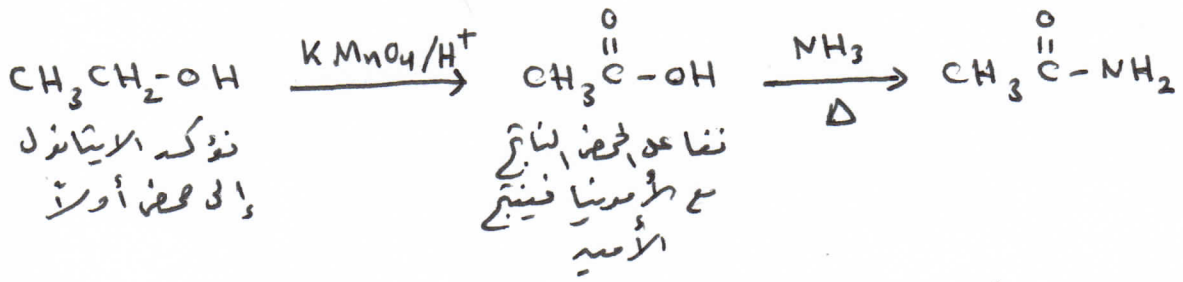 O O
CH3CH2-OH KMnO4/H+ CH3C-OH NH3 CH3C-NH2
Δ
نؤكسد الايثانول
إلى حمض أولاً
نفاعل الحمض الناتج
مع الأمونيا فينتج
الأميد